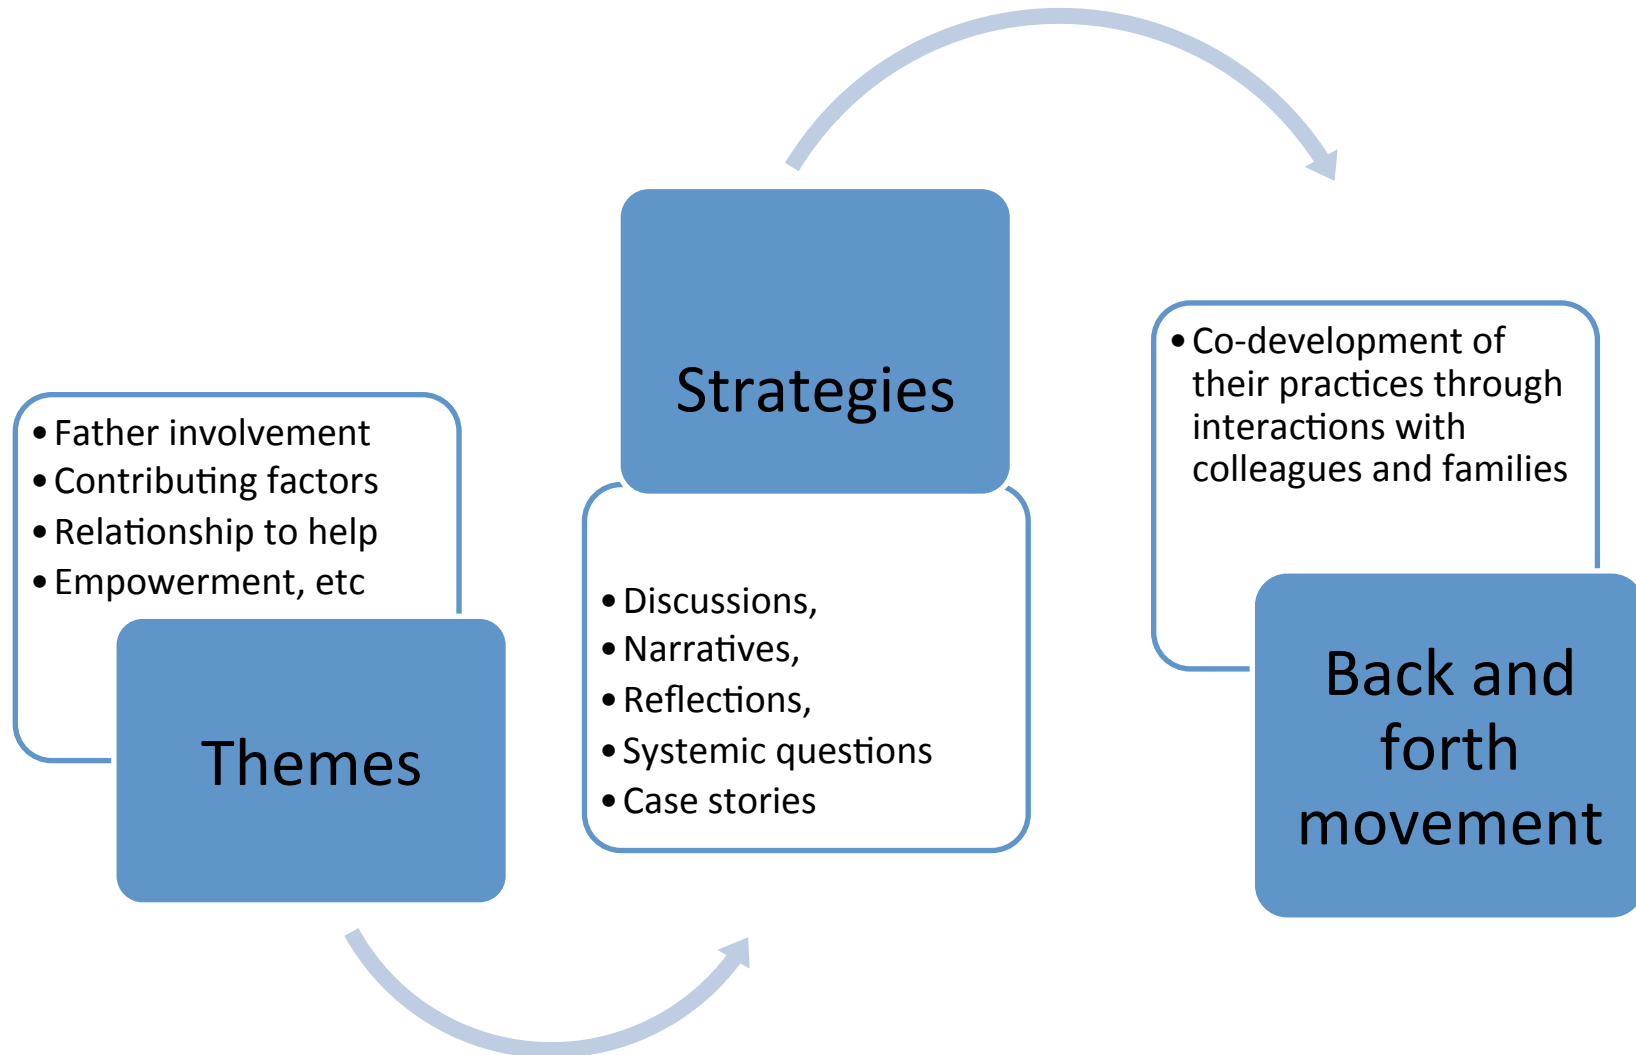 • Father involvement
• Contributing factors
• Relationship to help
• Empowerment, etc
Themes
Strategies
• Discussions,
• Narratives,
• Reflections,
• Systemic questions
• Case stories
• Co-development of
their practices through
interactions with
colleagues and families
Back and
forth
movement